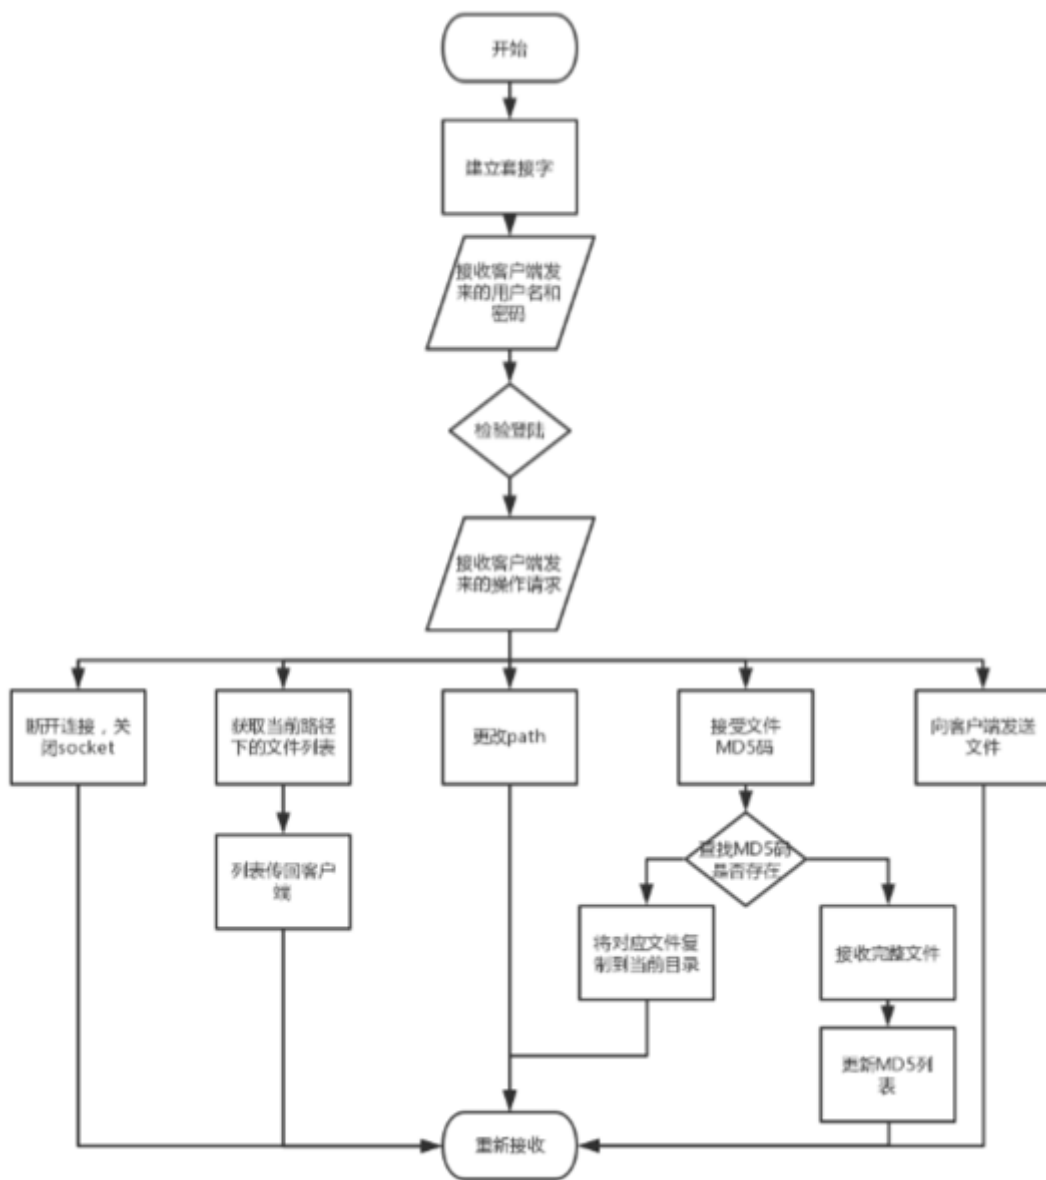 开始
建立套接字
接收客户端发
来的用户名和
密码
检验登陆
接收客户端发
来的操作请求
断开连接，关
闭socket
获取当前路径
下的文件列表
更改path
接受文件
MD5码
向客户端发送
文件
列表传回客户
端
查找MD5码
是否存在
将对应文件复
制到当前目录
接收完整文件
更新MD5列
表
重新接收